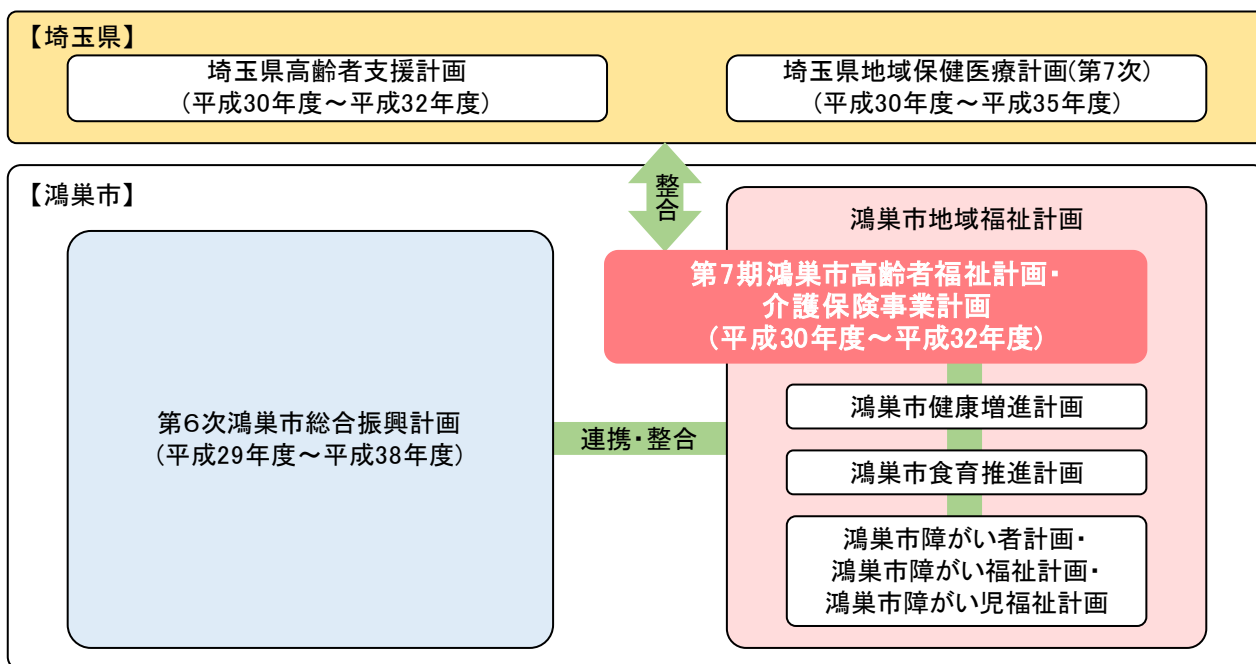 【埼玉県】
埼玉県高齢者支援計画
(平成30年度～平成32年度)
埼玉県地域保健医療計画(第7次)
(平成30年度～平成35年度)
整合
【鴻巣市】
鴻巣市地域福祉計画
第7期鴻巣市高齢者福祉計画・
介護保険事業計画
(平成30年度～平成32年度)
第６次鴻巣市総合振興計画
(平成29年度～平成38年度)
連携・整合
鴻巣市健康増進計画
鴻巣市食育推進計画
鴻巣市障がい者計画・
鴻巣市障がい福祉計画・
鴻巣市障がい児福祉計画